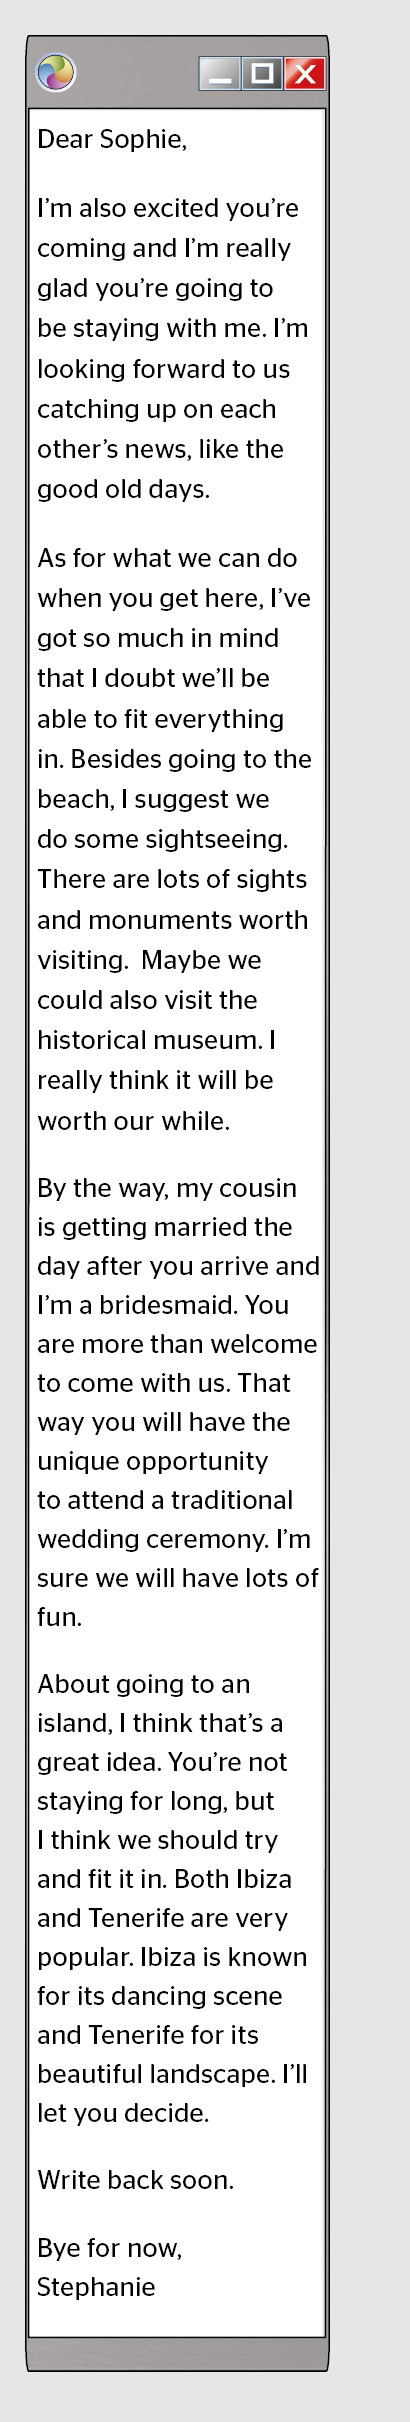 Dear Sophie,
I’m also excited you’re
coming and I’m really
glad you’re going to
be staying with me. I’m
looking forward to us
catching up on each
other’s news, like the
good old days.
As for what we can do
when you get here, I’ve
got so much in mind
that I doubt we’ll be
able to fit everything
in. Besides going to the
beach, I suggest we
do some sightseeing.
There are lots of sights
and monuments worth
visiting.  Maybe we
could also visit the
historical museum. I
really think it will be
worth our while.
By the way, my cousin
is getting married the
day after you arrive and
I’m a bridesmaid. You
are more than welcome
to come with us. That
way you will have the
unique opportunity
to attend a traditional
wedding ceremony. I’m
sure we will have lots of
fun.
About going to an
island, I think that’s a
great idea. You’re not
staying for long, but
I think we should try
and fit it in. Both Ibiza
and Tenerife are very
popular. Ibiza is known
for its dancing scene
and Tenerife for its
beautiful landscape. I’ll
let you decide.
Write back soon.
Bye for now,
Stephanie